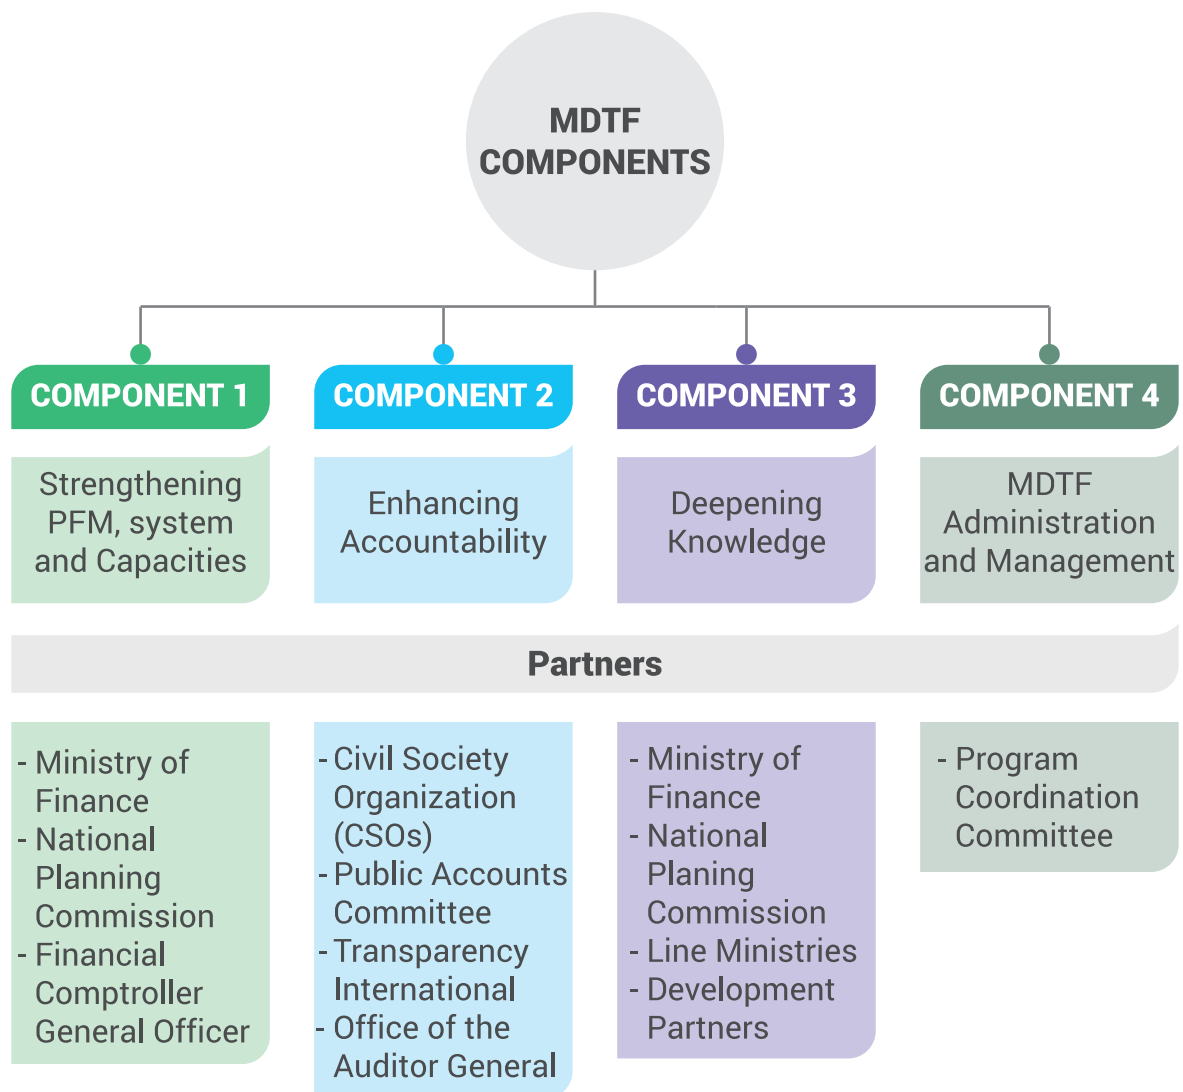 MDTF
COMPONENTS
COMPONENT 1
Strengthening
PFM, system
and Capacities
COMPONENT 2
Enhancing
Accountability
COMPONENT 3
Deepening
Knowledge
COMPONENT 4
MDTF
Administration
and Management
Partners
- Ministry of
Finance
- National
Planning
Commission
- Financial
Comptroller
General Officer
- Civil Society
Organization
(CSOs)
- Public Accounts
Committee
- Transparency
International
- Office of the
Auditor General
- Ministry of
Finance
- National
Planing
Commission
- Line Ministries
- Development
Partners
- Program
Coordination
Committee